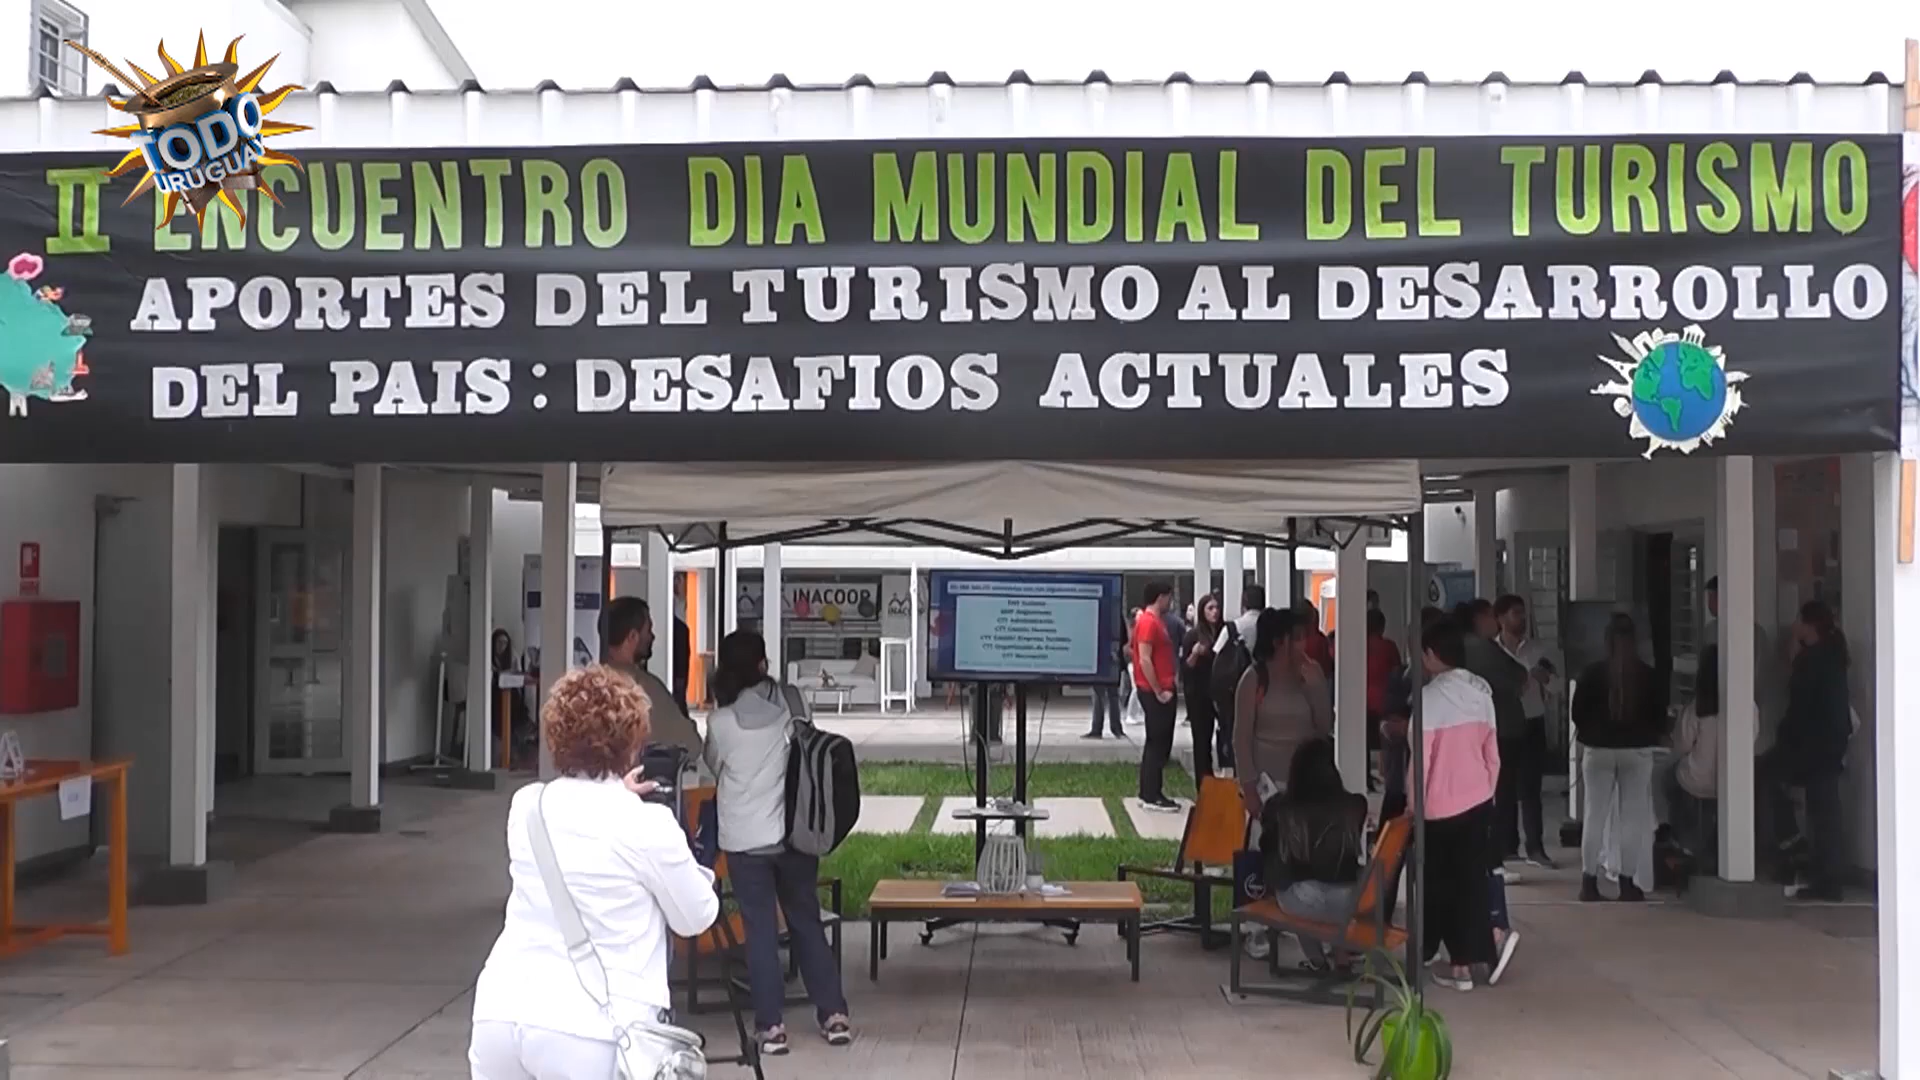 TODO
URUGUAY
II ENCUENTRO DIA MUNDIAL DEL TURISMO
APORTES DEL TURISMO AL DESARROLLO
DEL PAIS : DESAFIOS ACTUALES
INACOOP